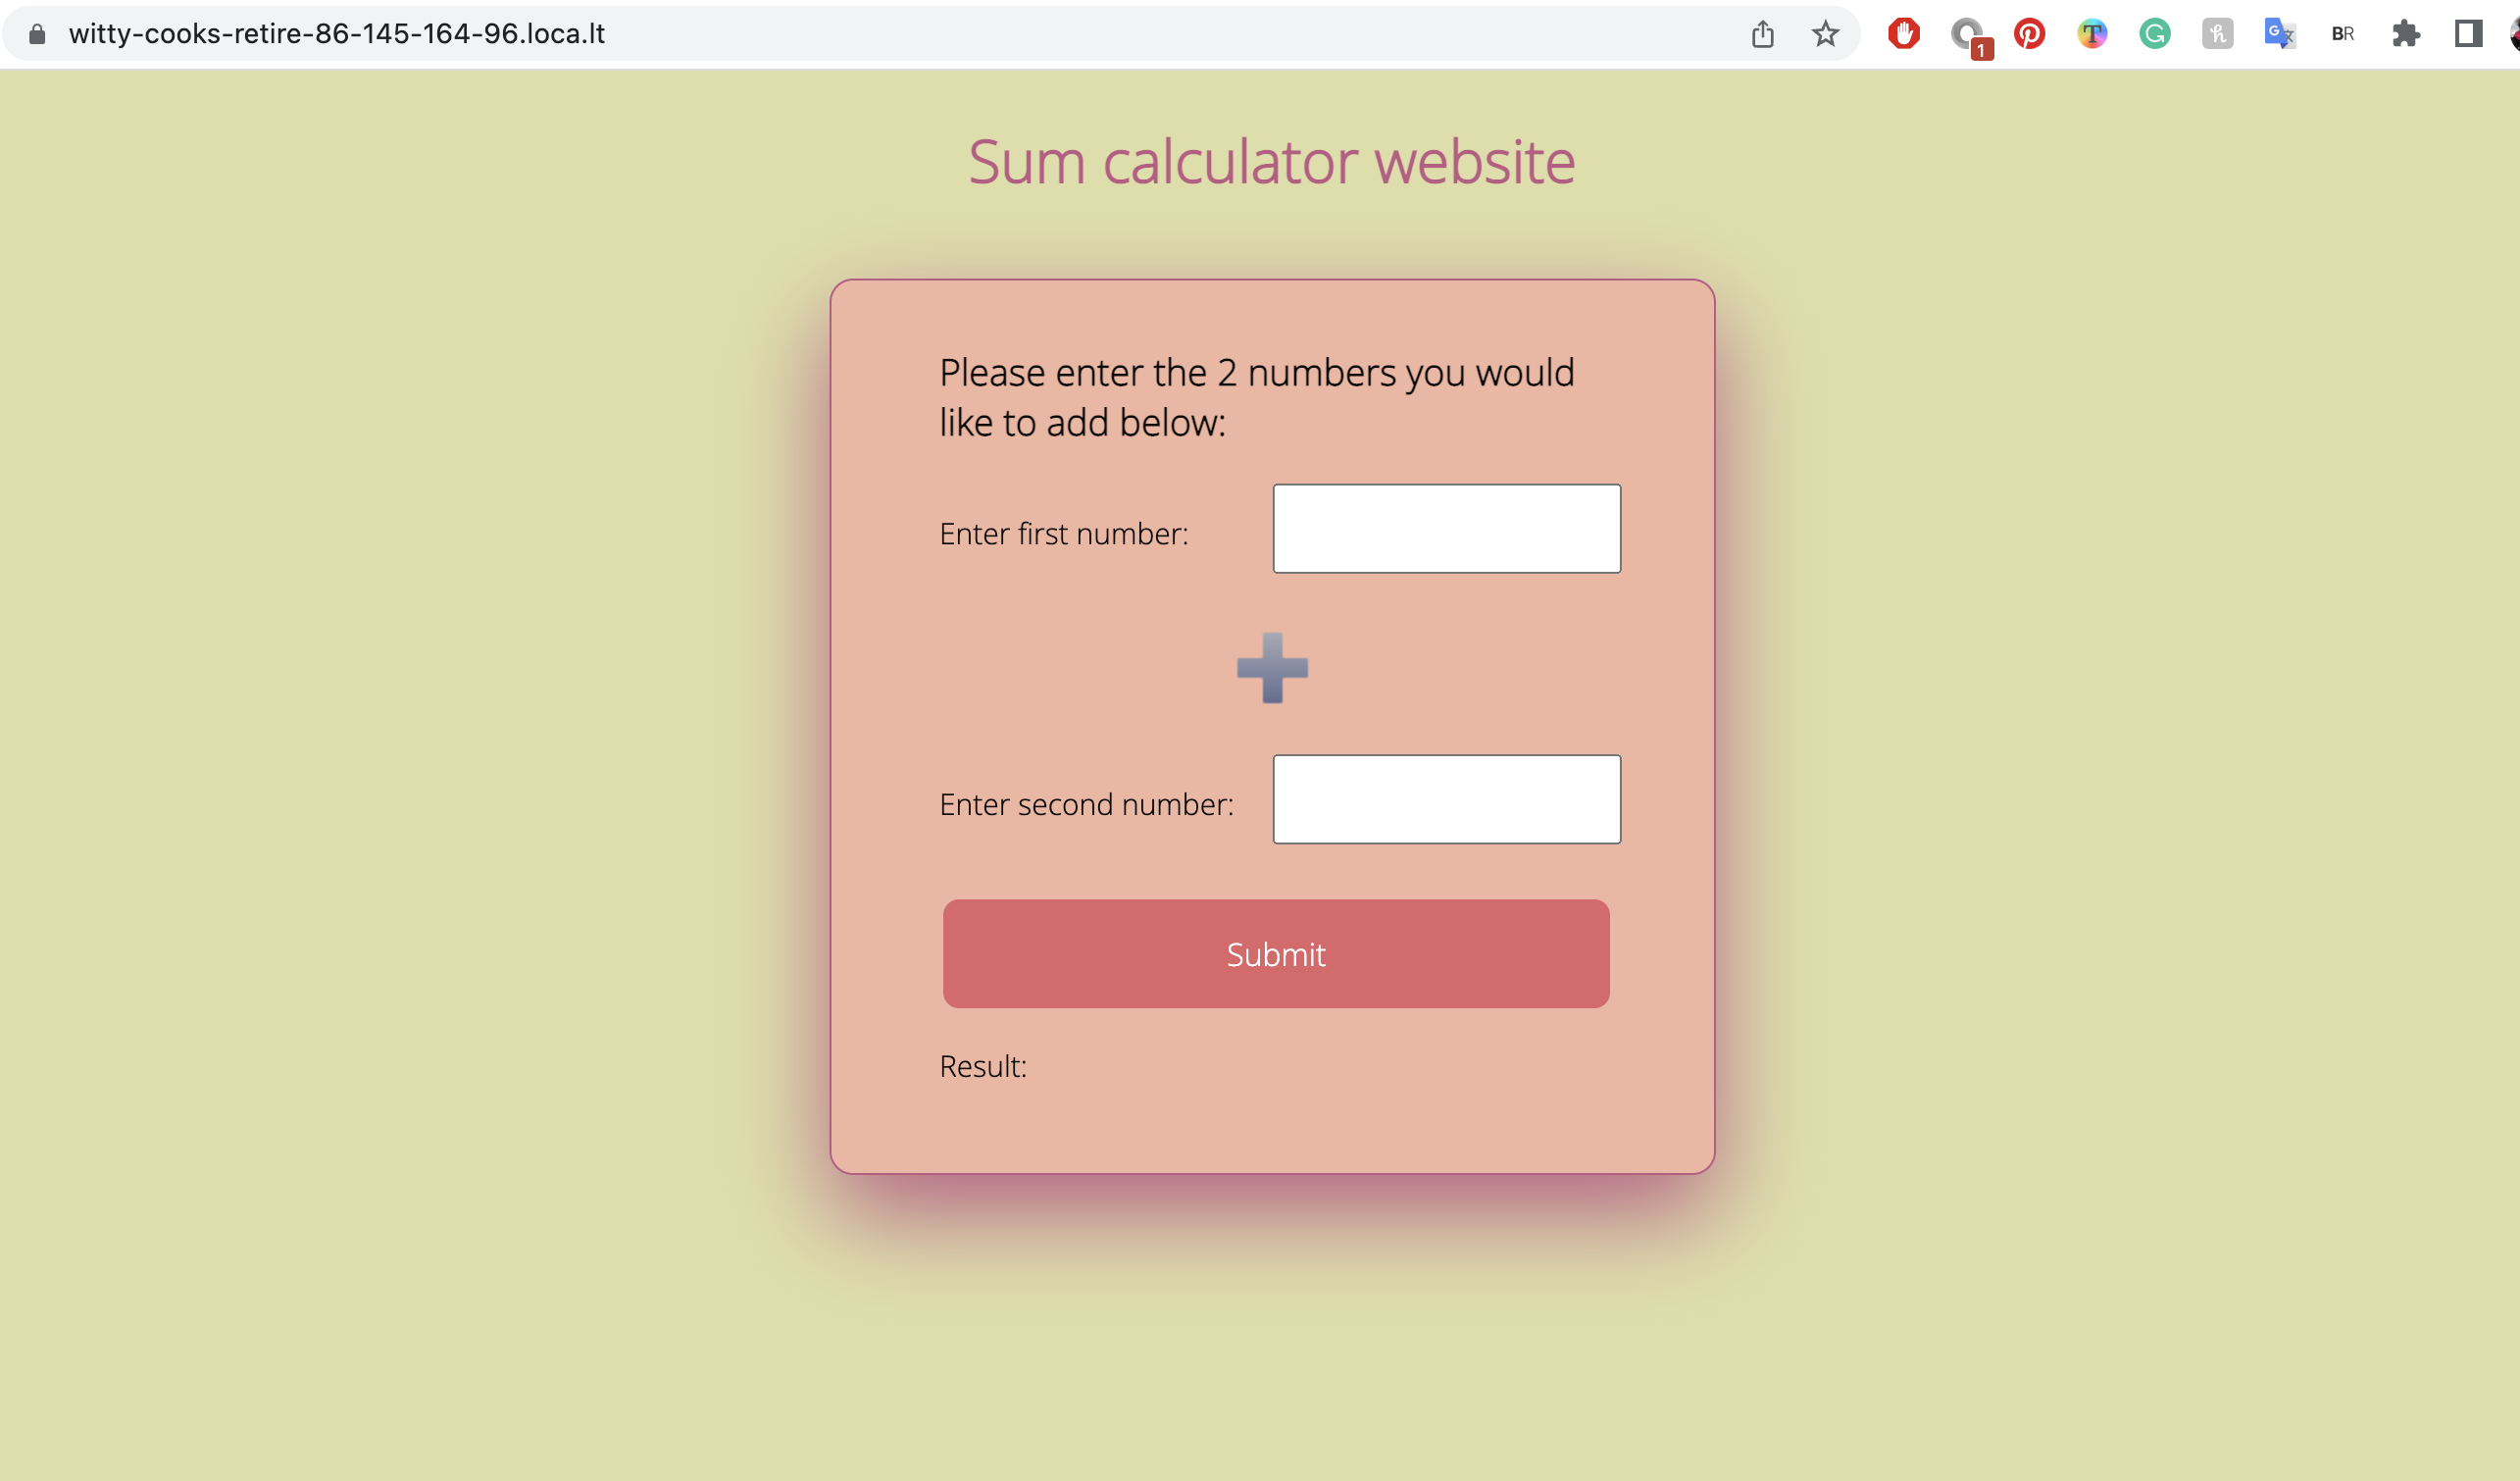 witty-cooks-retire-86-145-164-96.loca.lt
1
T
G
h
G 文
BR
Sum calculator website
Please enter the 2 numbers you would
like to add below:
Enter first number:
Enter second number:
Submit
Result: